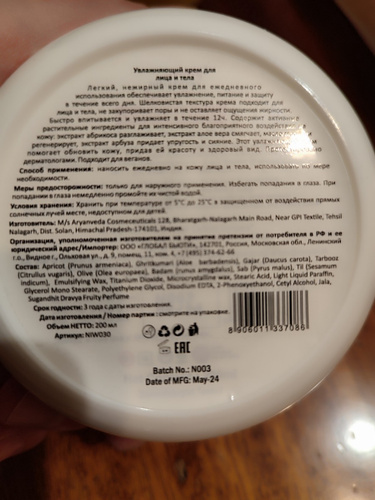 Увлажняющий крем для
лица и тела
Легкий, нежирный крем для ежедневного
использования обеспечивает увлажнение, питание и защиту
в течение всего дня. Шелковистая текстура крема подходит для
лица и тела, не закупоривает поры и не оставляет ощущения жирности.
Быстро впитывается и увлажняет в течение 12ч. Содержит активные
растительные ингредиенты для интенсивного благоприятного воздействия на
кожу: экстракт абрикоса разглаживает, экстракт алоэ вера смягчает,
регенерирует, экстракт арбуза придает упругость и сияние. Этот увлажняющий
помогает обновить кожу, придав ей красоту и здоровый вид.
дерматологами. Подходит для веганов.
Способ применения: наносить ежедневно на кожу лица и тела, использовать по мере
необходимости.
Меры предосторожности: только для наружного применения. Избегать попадания в глаза. При
попадании в глаза немедленно промойте их чистой водой.
Условия хранения: Хранить при температуре от 5°C до 25°C в защищенном от воздействия прямых
солнечных лучей месте, недоступном для детей.
Изготовитель: M/s Aryanveda Cosmeceuticals 128, Bharatgarh-Nalagarh Main Road, Near GPI Textile, Tehsil
Nalagarh, Dist. Solan, Himachal Pradesh-174101, Индия.
Организация, уполномоченная изготовителем на принятие претензии от потребителя в РФ и ее
юридический адрес/Импортер: ООО «ГЛОБАЛ БЬЮТИ», 142701, Россия, Московская обл., Ленинский
г.о., Видное г., Ольховая ул., д. 9, помещ. 11, ком. 4, +7 (495) 374-62-66
Состав: Apricot (Prunus armeniaca), Ghritkumari (Aloe barbadensis), Gajar (Daucus carota), Tarbooz
(Citrullus vugaris), Olive (Olea europaea), Badam (runus amygdalus), Sab (Pyrus malus), Til (Sesamum
indicum), Emulsifying Wax, Titanium Dioxide, Microcrystalline wax, Stearic Acid, Light Liquid Paraffin,
Glycerol Mono Stearate, Polyethylene Glycol, Disodium EDTA, 2-Phenoxyethanol, Cetyl Alcohol, Jala,
Sugandhit Dravya Fruity Perfume
Срок годности: 3 года с даты изготовления.
Дата изготовления / Номер партии : смотрите на упаковке.
Объем НЕТТО: 200 мл
Артикул: NIW030
8 906011 337086
EAC
Batch No.: N003
Date of MFG: May-24